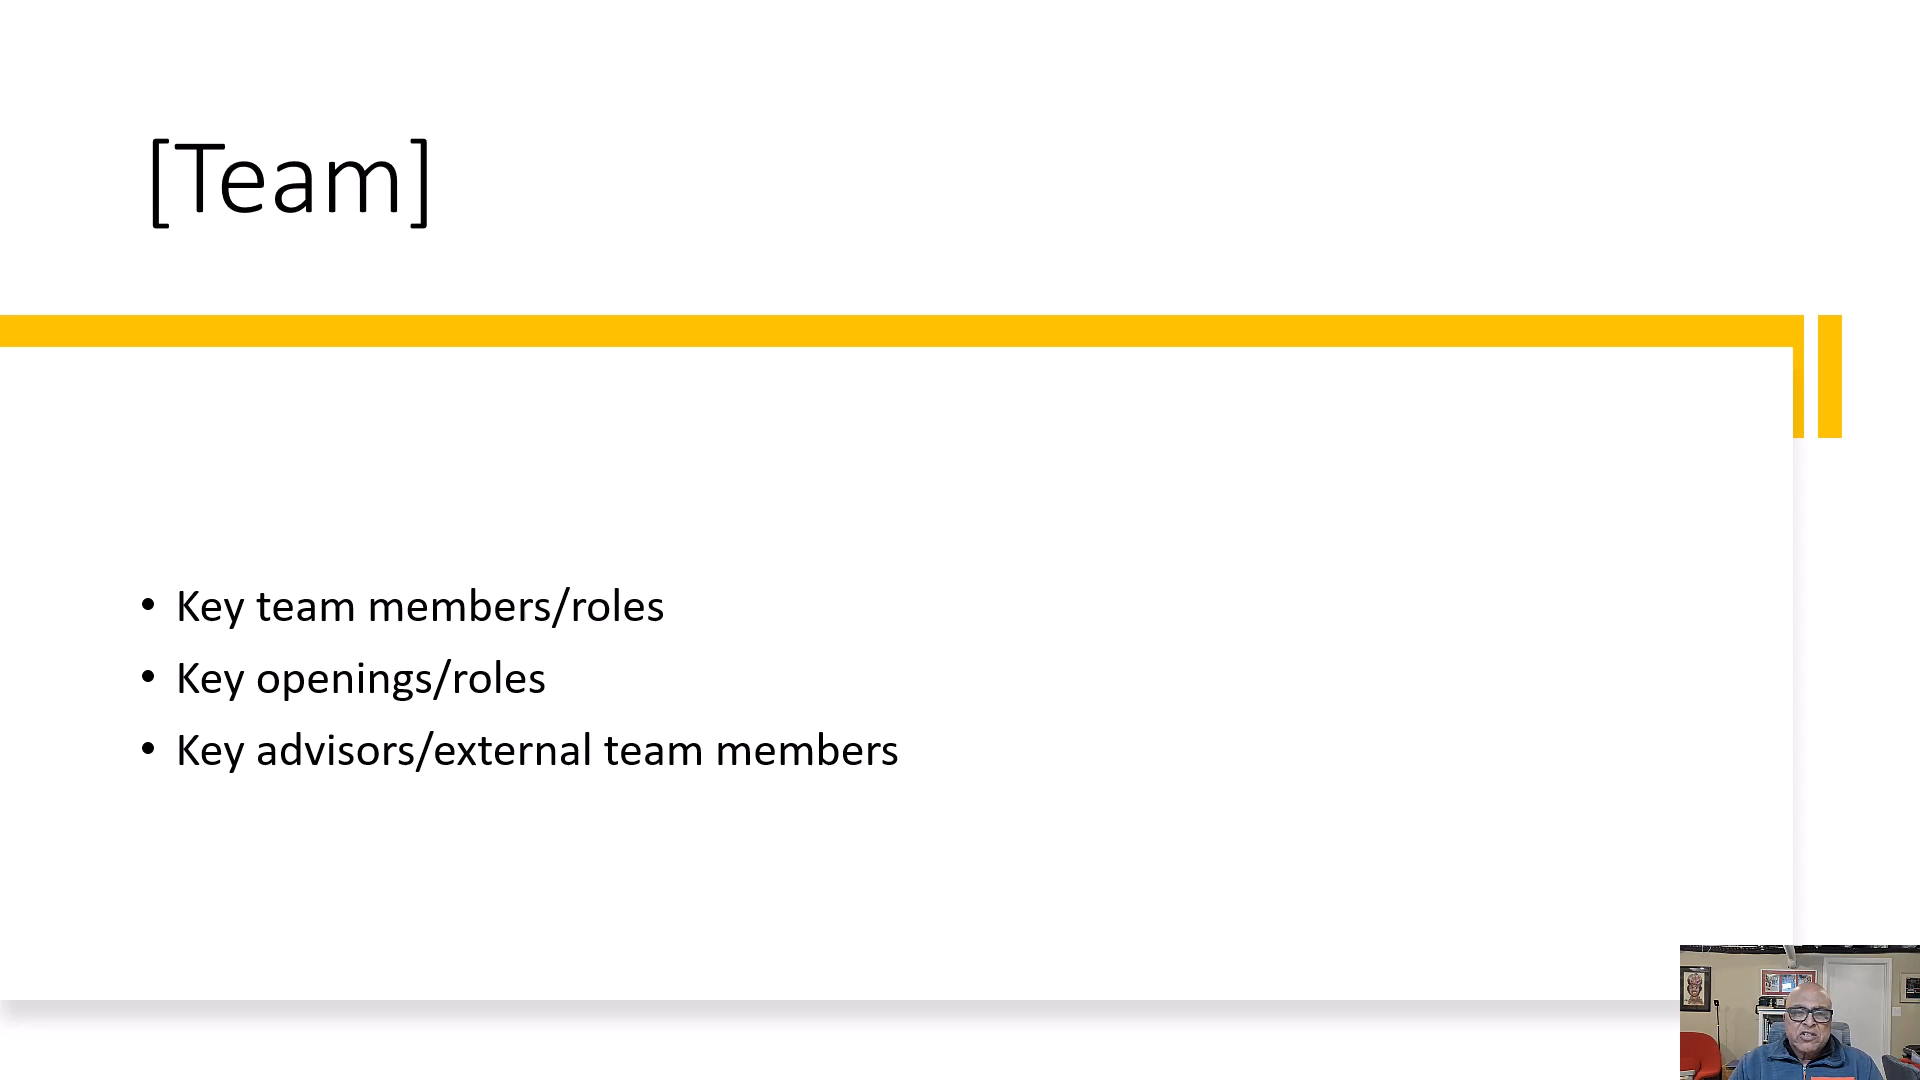 [Team]
• Key team members/roles
• Key openings/roles
• Key advisors/external team members